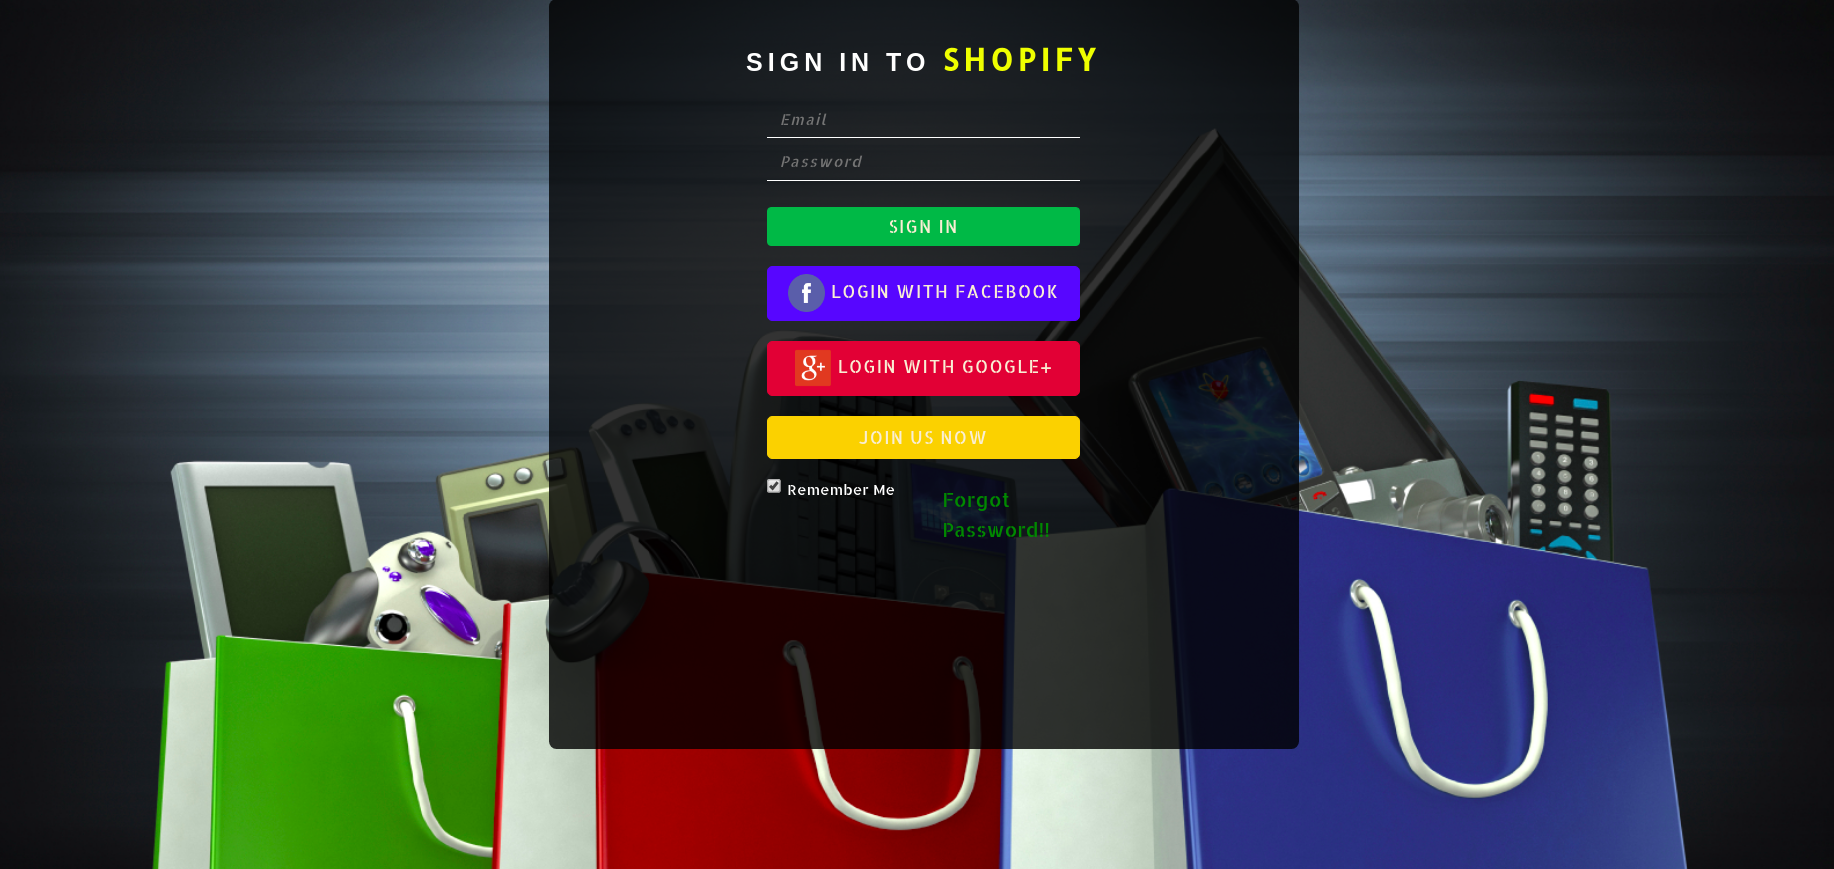 SIGN IN TO SHOPIFY
Email
Password
SIGN IN
f LOGIN WITH FACEBOOK
g+ LOGIN WITH GOOGLE+
JOIN US NOW
Remember Me
Forgot
Password!!